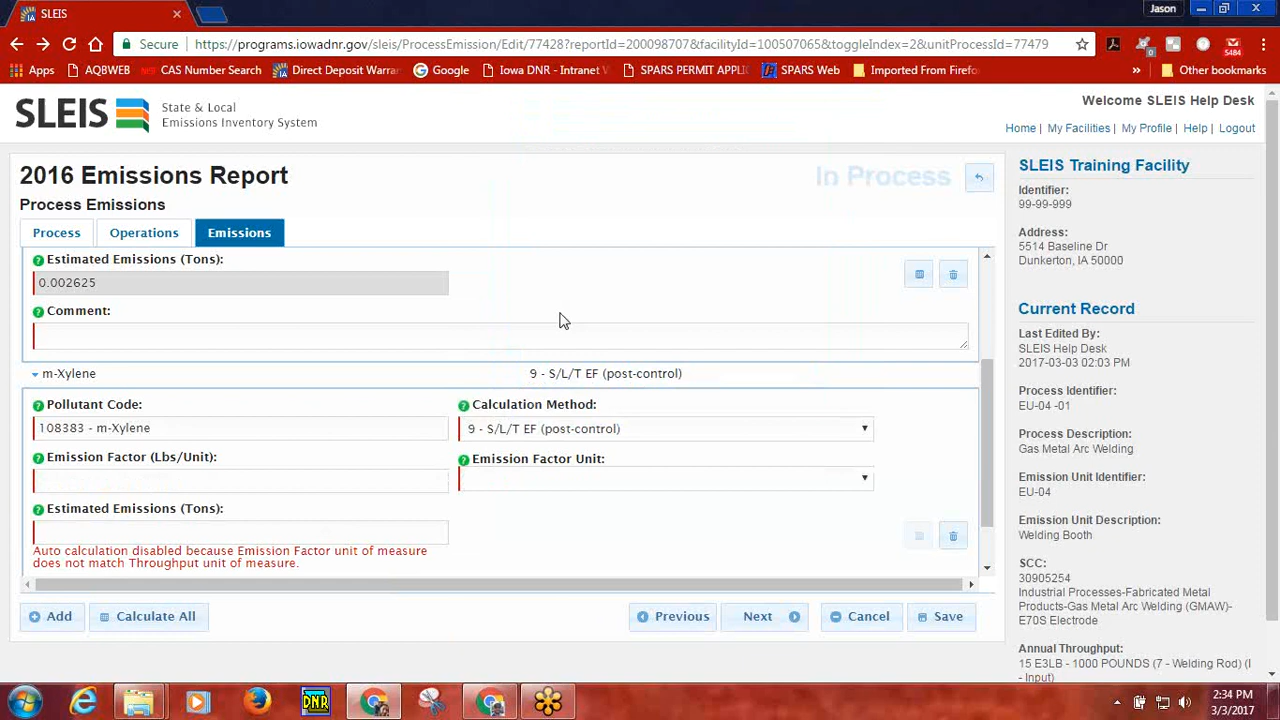 SLEIS
Jason
Secure
https://programs.iowadnr.gov/sleis/ProcessEmission/Edit/77428?reportId=200098707&facilityId=100507065&toggleIndex=2&unitProcessId=77479
5484
Apps
AQBWEB
CAS Number Search
Direct Deposit Warran
Google
Iowa DNR - Intranet V
SPARS PERMIT APPLIC
SPARS Web
Imported From Firefo
»
Other bookmarks
SLEIS
State & Local
Emissions Inventory System
Welcome SLEIS Help Desk
Home | My Facilities | My Profile | Help | Logout
2016 Emissions Report
In Process
Process Emissions
Process
Operations
Emissions
Estimated Emissions (Tons):
0.002625
Comment:
m-Xylene
9 - S/L/T EF (post-control)
Pollutant Code:
Calculation Method:
108383 - m-Xylene
9 - S/L/T EF (post-control)
Emission Factor (Lbs/Unit):
Emission Factor Unit:
Estimated Emissions (Tons):
Auto calculation disabled because Emission Factor unit of measure
does not match Throughput unit of measure.
Add
Calculate All
Previous
Next
Cancel
Save
SLEIS Training Facility
Identifier:
99-99-999
Address:
5514 Baseline Dr
Dunkerton, IA 50000
Current Record
Last Edited By:
SLEIS Help Desk
2017-03-03 02:03 PM
Process Identifier:
EU-04 -01
Process Description:
Gas Metal Arc Welding
Emission Unit Identifier:
EU-04
Emission Unit Description:
Welding Booth
SCC:
30905254
Industrial Processes-Fabricated Metal
Products-Gas Metal Arc Welding (GMAW)-
E70S Electrode
Annual Throughput:
15 E3LB - 1000 POUNDS (7 - Welding Rod) (I
- Input)
DNR
2:34 PM
3/3/2017